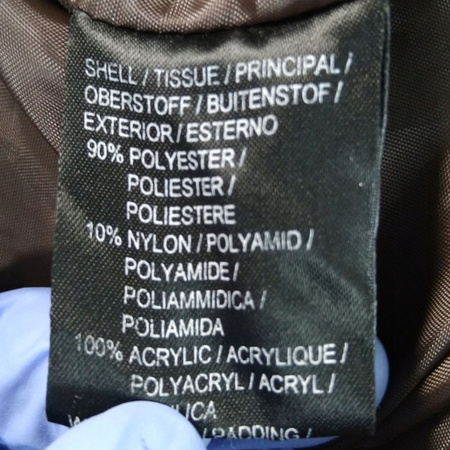 SHELL / TISSUE / PRINCIPAL /
OBERSTOFF / BUITENSTOF /
EXTERIOR / ESTERNO
90% POLYESTER /
POLIESTER /
POLIESTERE
10% NYLON / POLYAMID /
POLYAMIDE /
POLIAMMIDICA /
POLIAMIDA
100% ACRYLIC / ACRYLIQUE /
POLYACRYL / ACRYL /
/ PADDING /